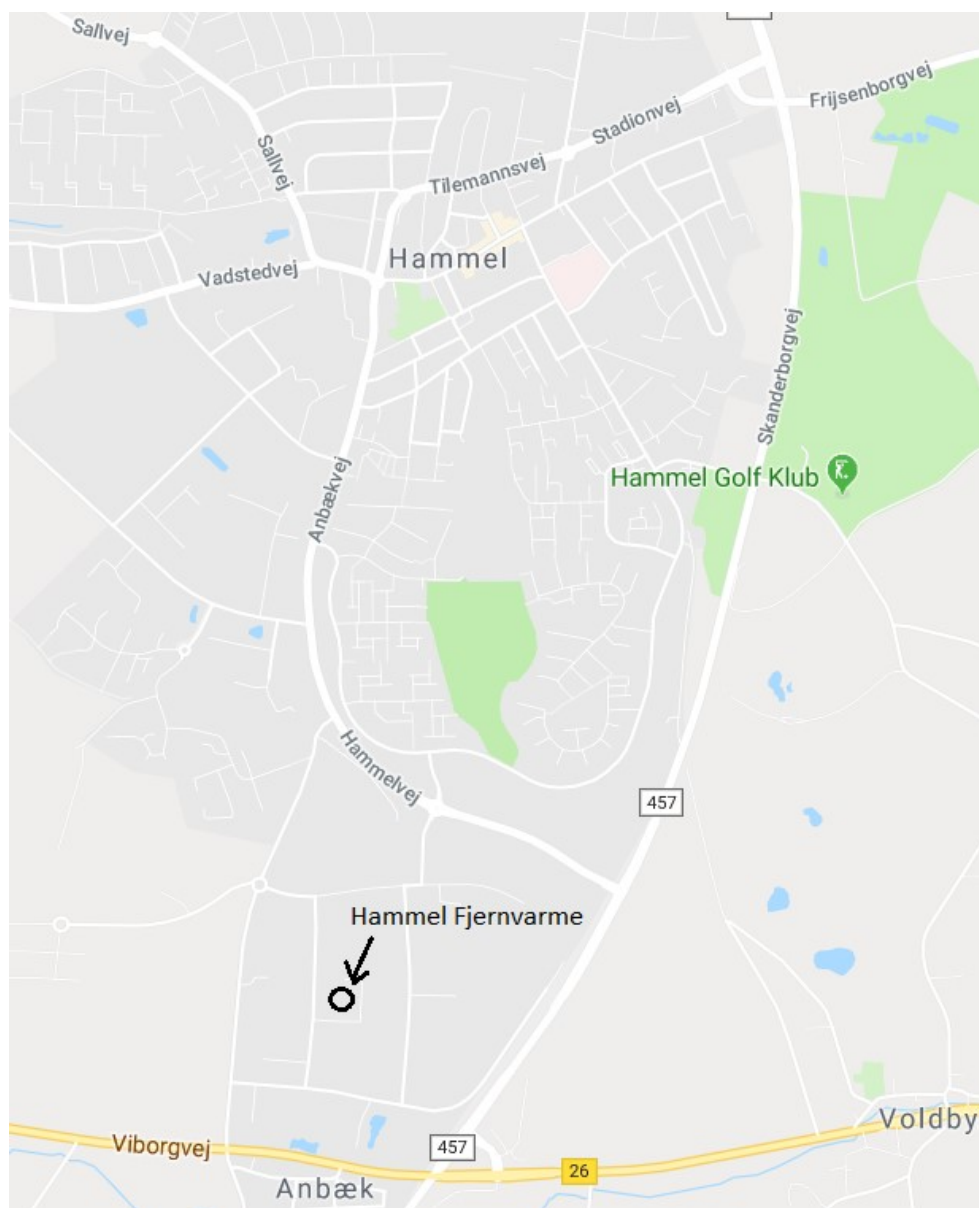 Sallvej
Frijsenborgvej
Stadionvej
Sallvej
Tilemannsvej
Hammel
Vadstedvej
Skanderborgvej
Hammel Golf Klub
Anbækvej
Hammelvej
457
Hammel Fjernvarme
Voldby
Viborgvej
457
26
Anbæk